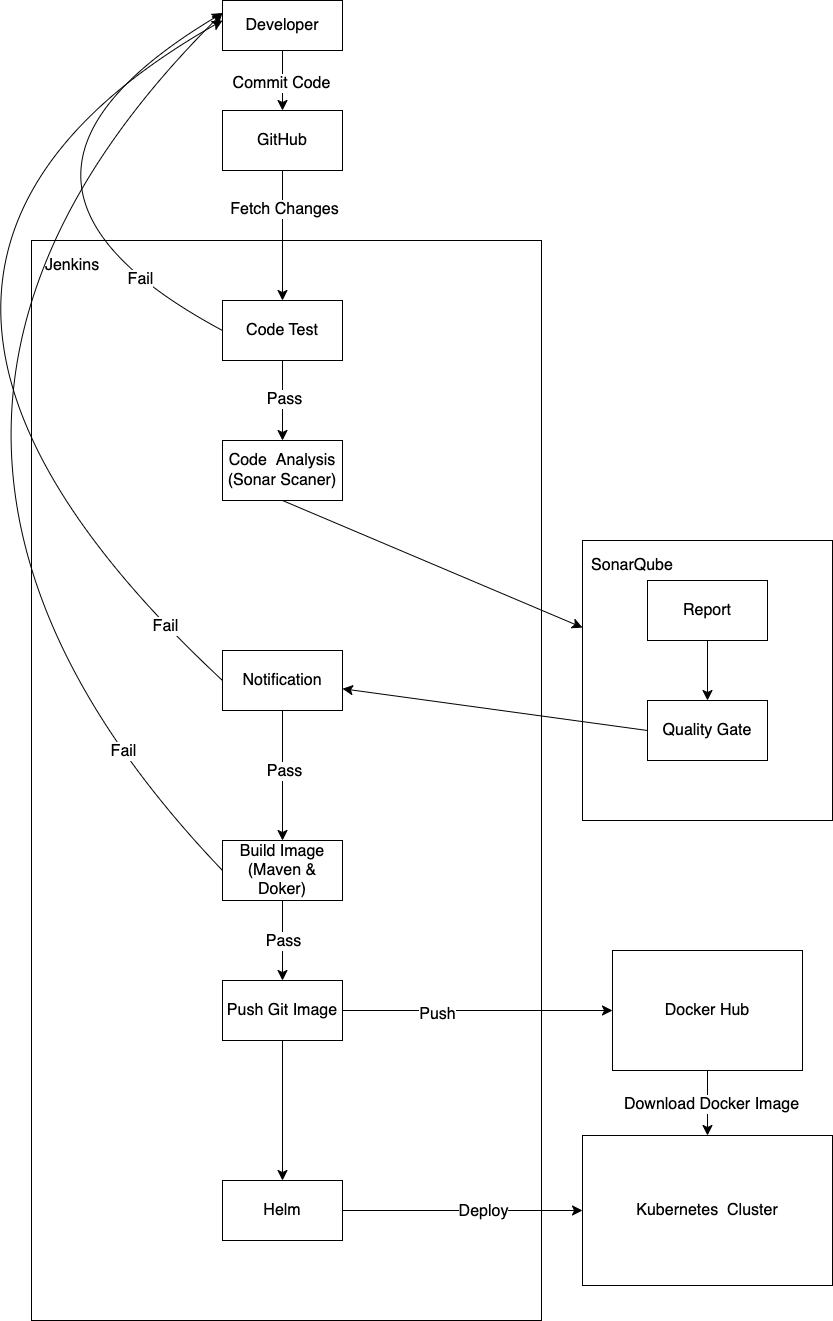 Developer
Commit Code
GitHub
Fetch Changes
Jenkins
Fail
Code Test
Pass
Code  Analysis
(Sonar Scaner)
SonarQube
Report
Fail
Notification
Quality Gate
Fail
Pass
Build Image
(Maven &
Doker)
Pass
Push Git Image
Push
Docker Hub
Download Docker Image
Helm
Deploy
Kubernetes  Cluster